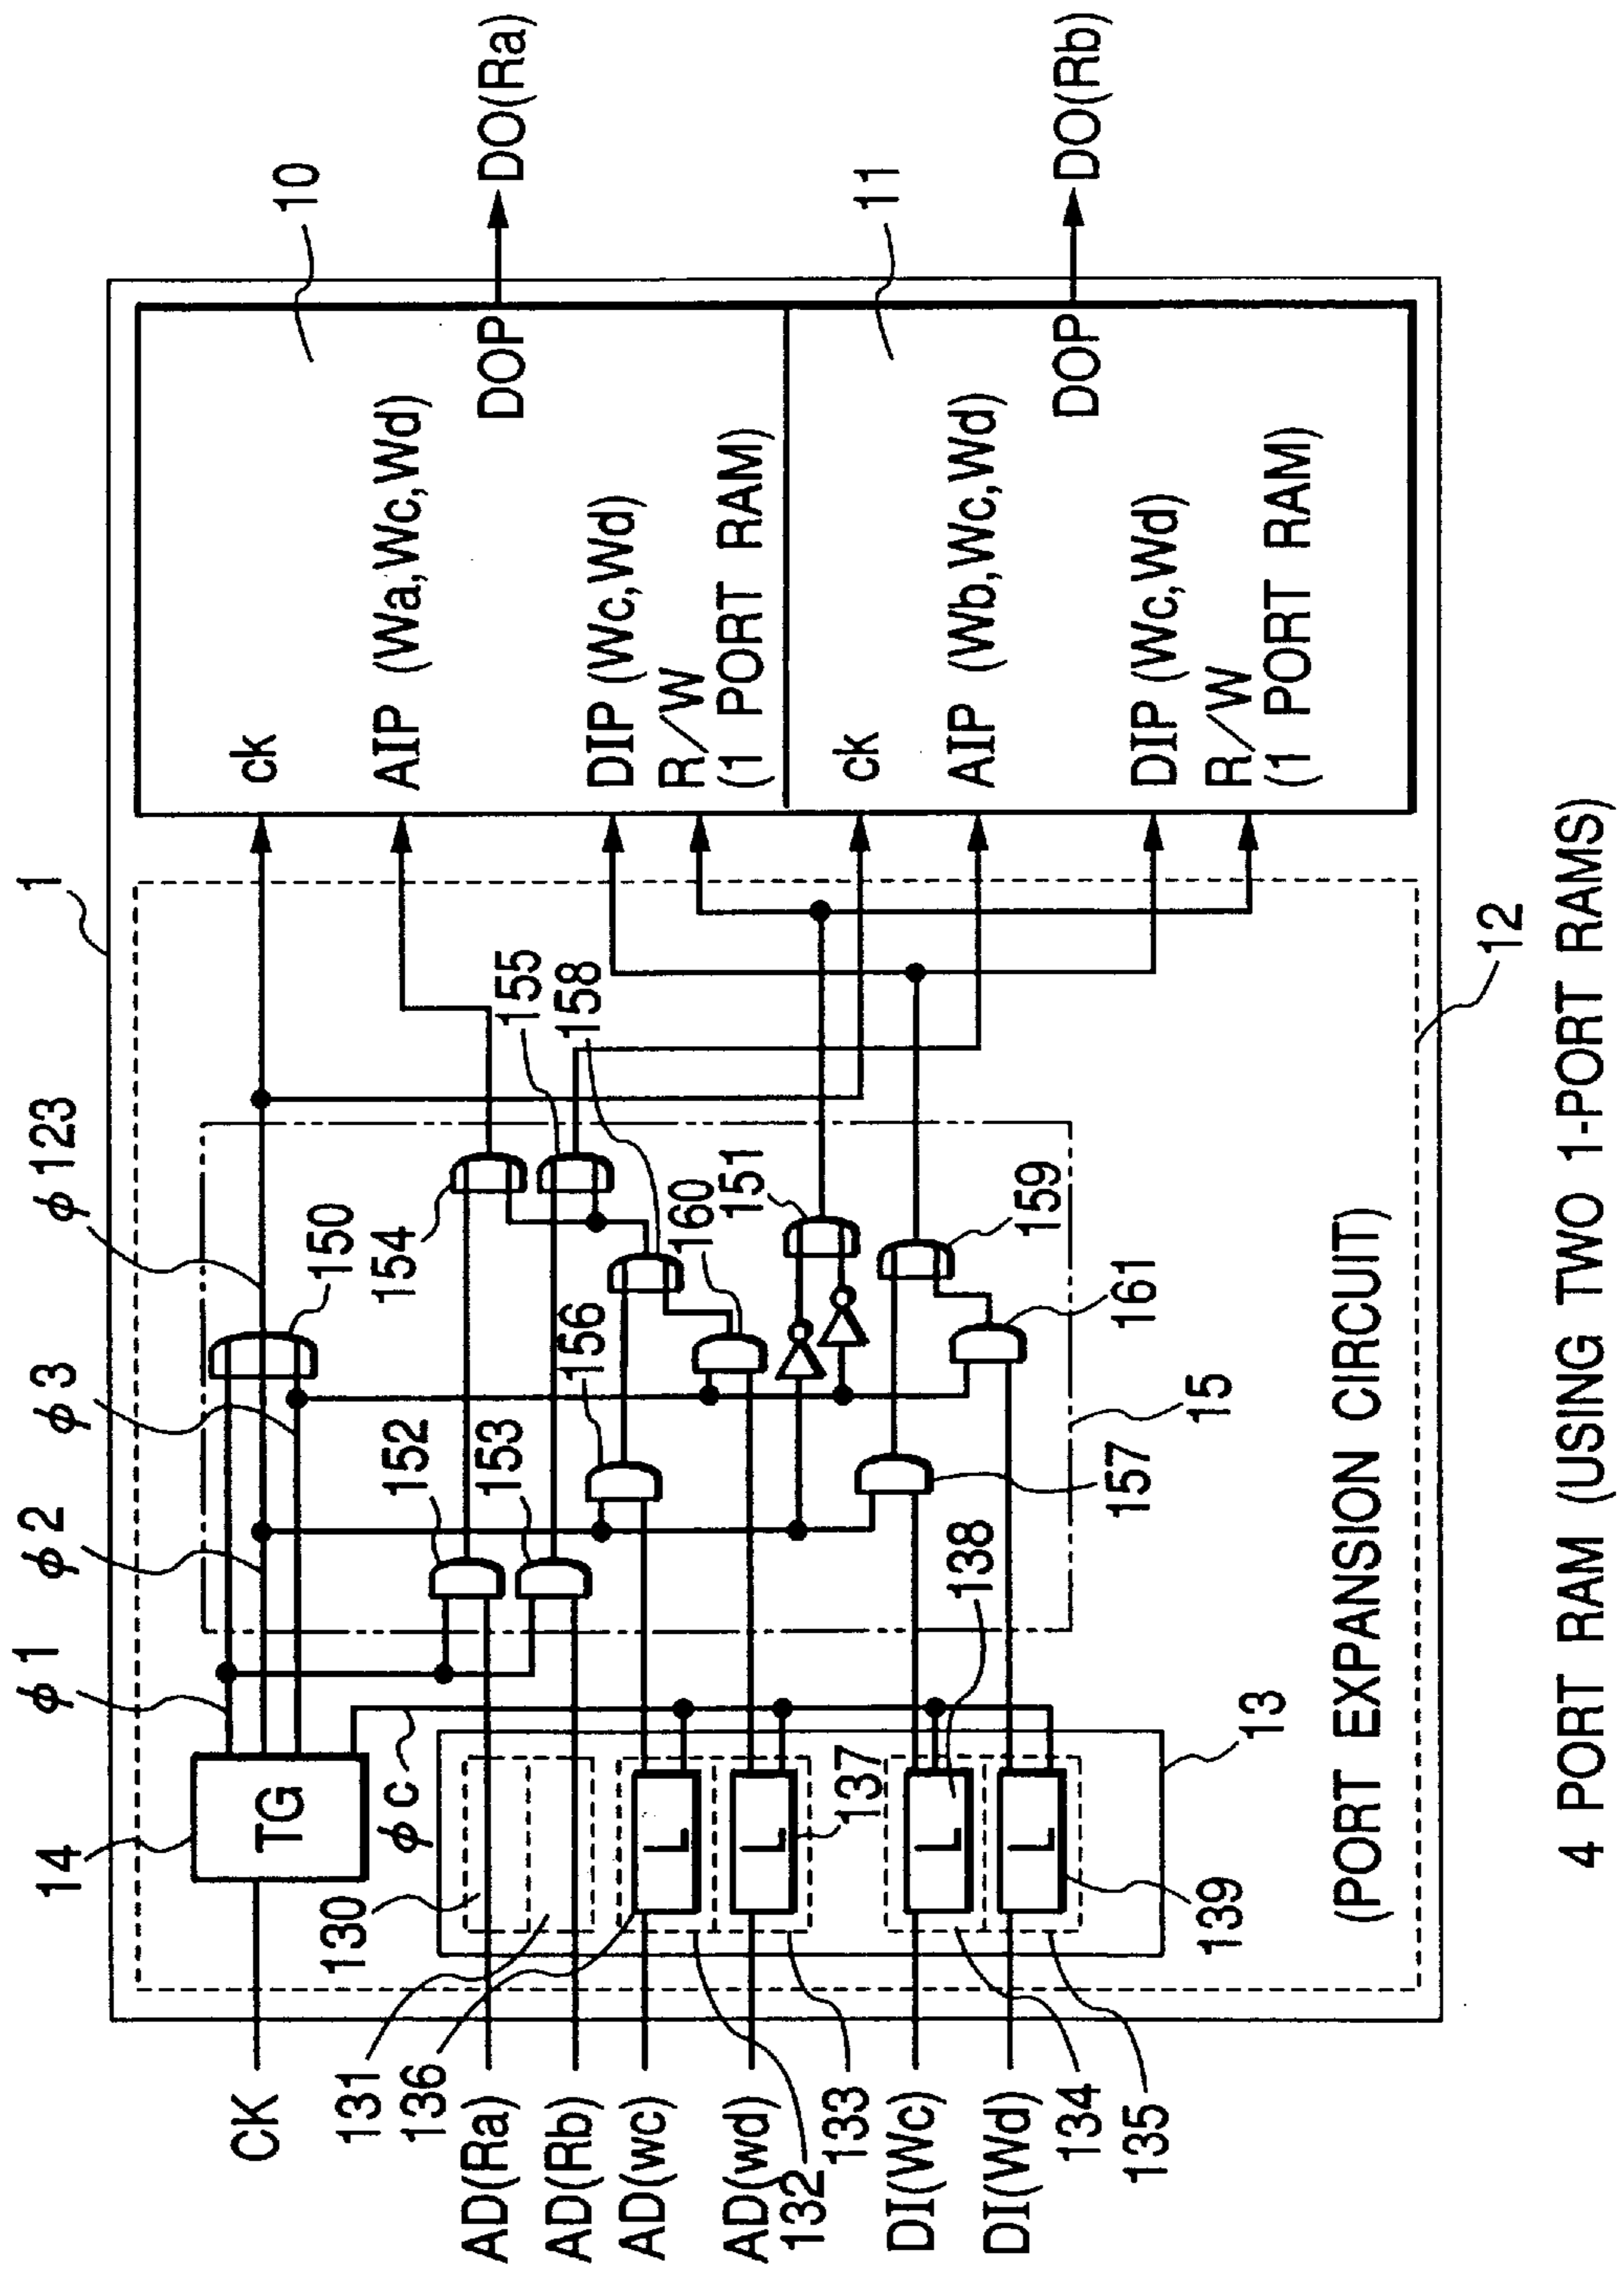 1
φ1
φ2
φ3
φ123
14
TG
CK
φc
150
10
ck
AIP (Wa,Wc,Wd)
DOP
DO(Ra)
DIP (Wc,Wd)
R/W
(1 PORT RAM)
130
131
136
AD(Ra)
AD(Rb)
AD(wc)
AD(wd)
132
133
L
L
137
152
153
154
155
156
158
160
151
11
ck
AIP (Wb,Wc,Wd)
DOP
DO(Rb)
DIP (Wc,Wd)
R/W
(1 PORT RAM)
DI(Wc)
DI(Wd)
134
135
L
L
138
139
157
159
161
13
15
12
(PORT EXPANSION CIRCUIT)
4 PORT RAM (USING TWO 1-PORT RAMS)